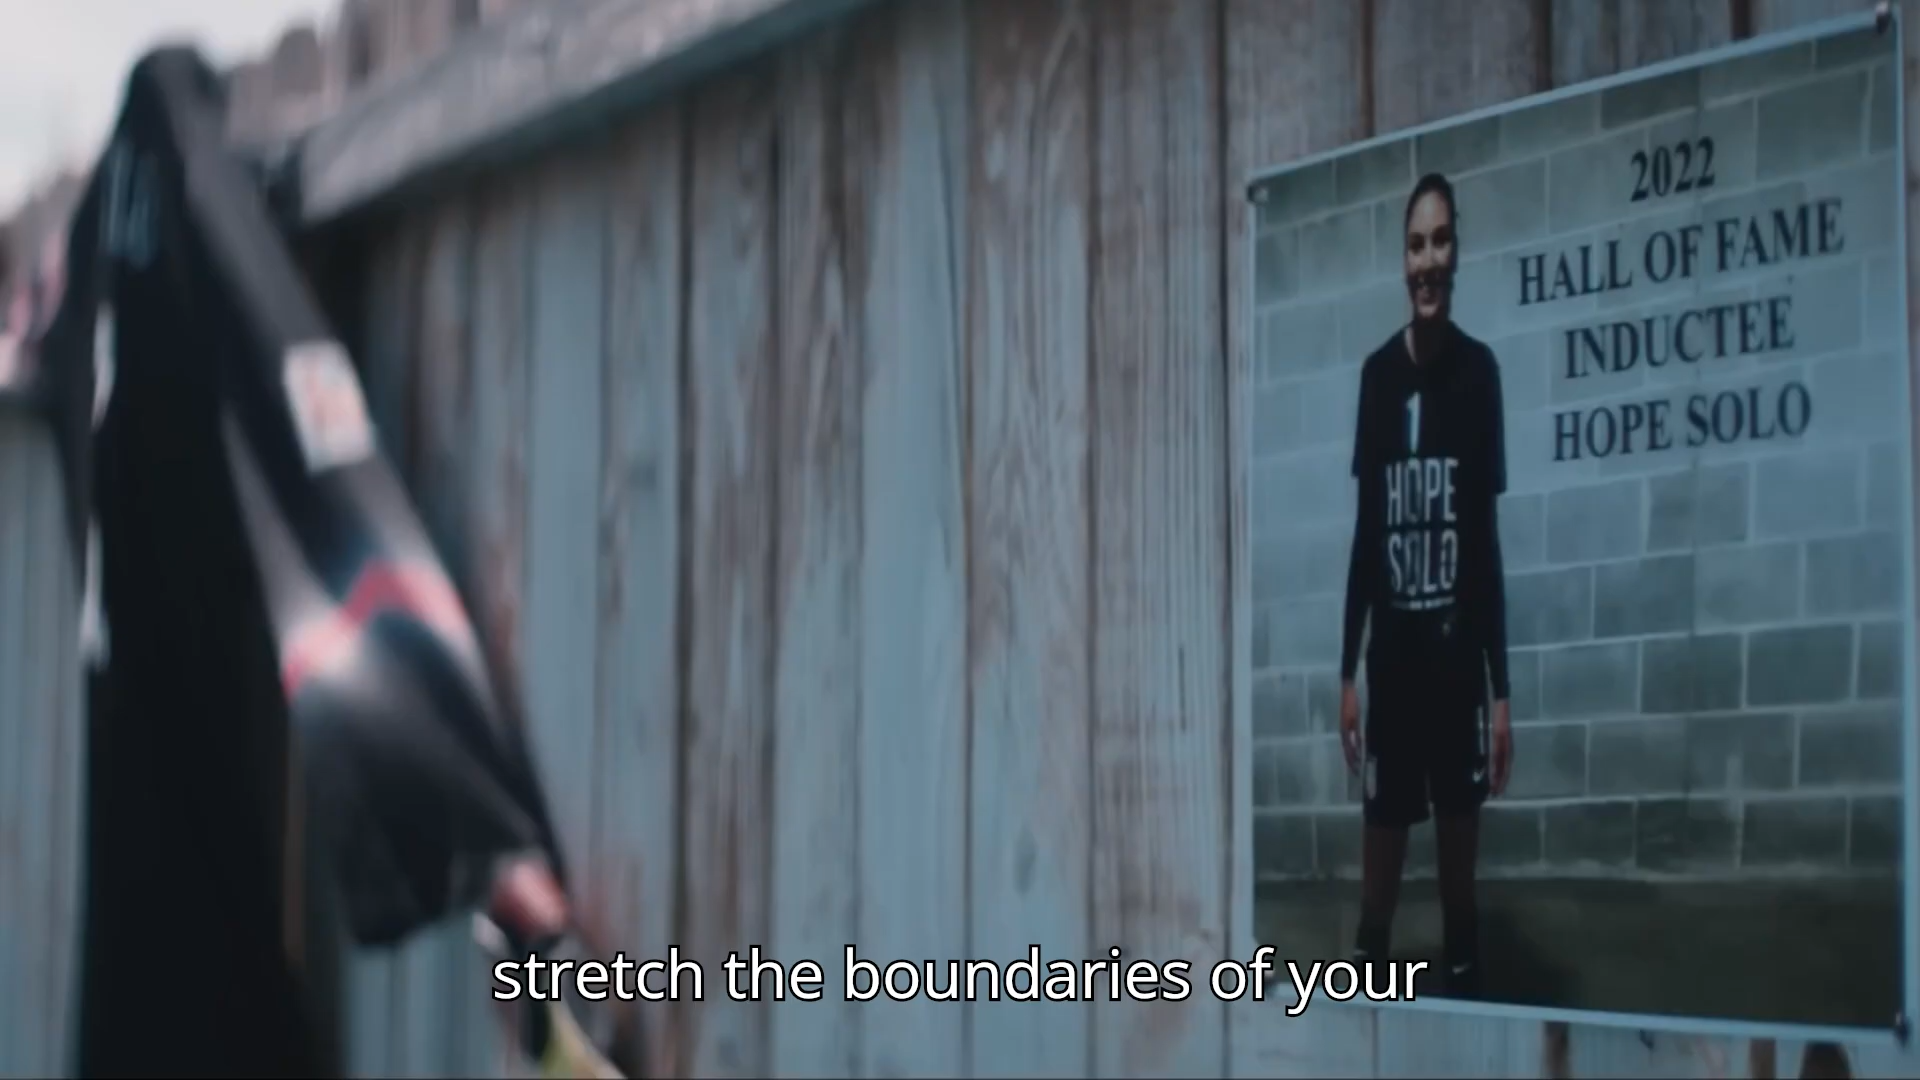 2022
HALL OF FAME
INDUCTEE
HOPE SOLO
1
HOPE
SOLO
stretch the boundaries of your